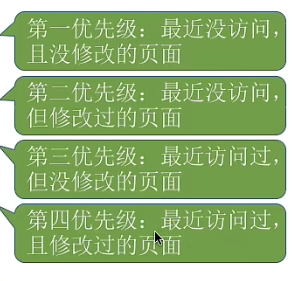 第一优先级：最近没访问，
且没修改的页面
第二优先级：最近没访问，
但修改过的页面
第三优先级：最近访问过，
但没修改的页面
第四优先级：最近访问过，
且修改过的页面